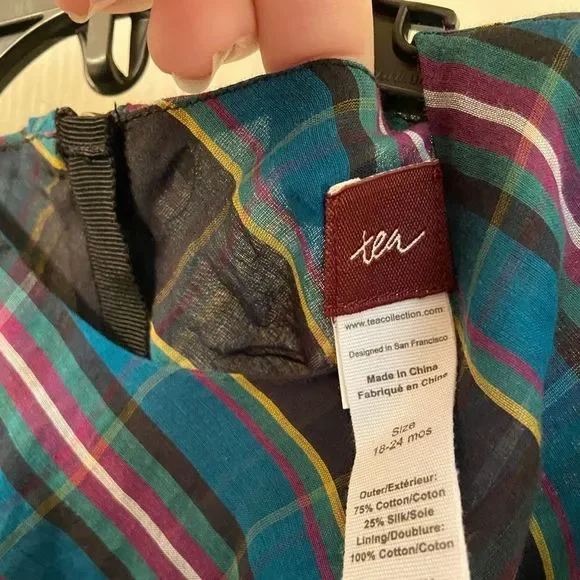 tea
www.teacollection.com
Designed in San Francisco
Made in China
Fabriqué en Chine
Size
18-24 mos
Outer/Extérieur:
75% Cotton/Coton
25% Silk/Soie
Lining/Doublure:
100% Cotton/Coton